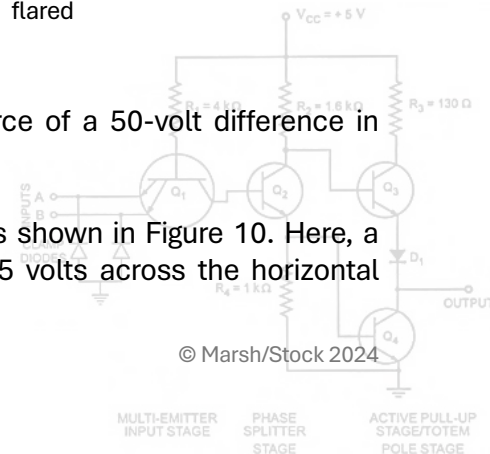 flared
V_CC = +5 V
R1 = 4 kΩ
R2 = 1.6 kΩ
R3 = 130 Ω
rce of a 50-volt difference in
INPUTS
A
B
Q1
Q2
Q3
s shown in Figure 10. Here, a
CLAMP
DIODES
D1
5 volts across the horizontal
R4 = 1 kΩ
OUTPUT
Q4
© Marsh/Stock 2024
MULTI-EMITTER
INPUT STAGE
PHASE
SPLITTER
STAGE
ACTIVE PULL-UP
STAGE/TOTEM
POLE STAGE